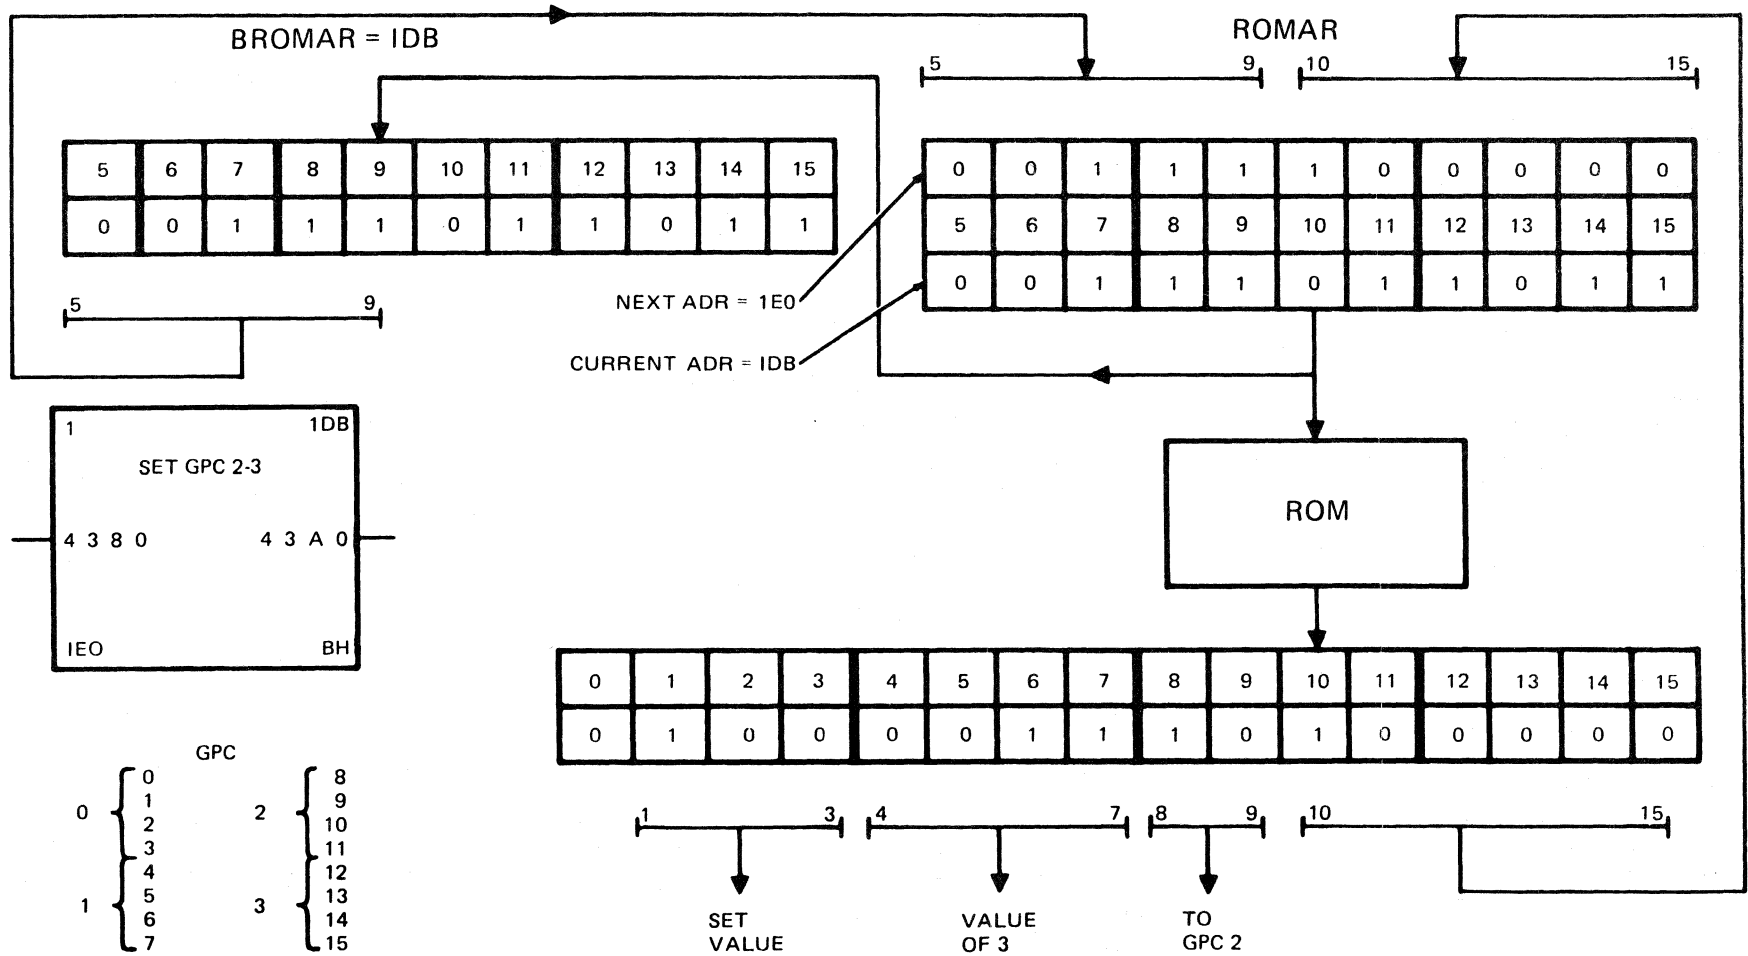 BROMAR = IDB
ROMAR
5 9 10 15
5 6 7 8 9 10 11 12 13 14 15
0 0 1 1 1 0 1 1 0 1 1
5 9
0 0 1 1 1 1 0 0 0 0 0
5 6 7 8 9 10 11 12 13 14 15
0 0 1 1 1 0 1 1 0 1 1
NEXT ADR = 1E0
CURRENT ADR = IDB
1 1DB
SET GPC 2-3
4 3 8 0 4 3 A 0
IEO BH
ROM
0 1 2 3 4 5 6 7 8 9 10 11 12 13 14 15
0 1 0 0 0 0 1 1 1 0 1 0 0 0 0 0
1 3 4 7 8 9 10 15
SET
VALUE
VALUE
OF 3
TO
GPC 2
GPC
0 8
1 9
0 2 2 10
3 11
4 12
5 13
1 6 3 14
7 15